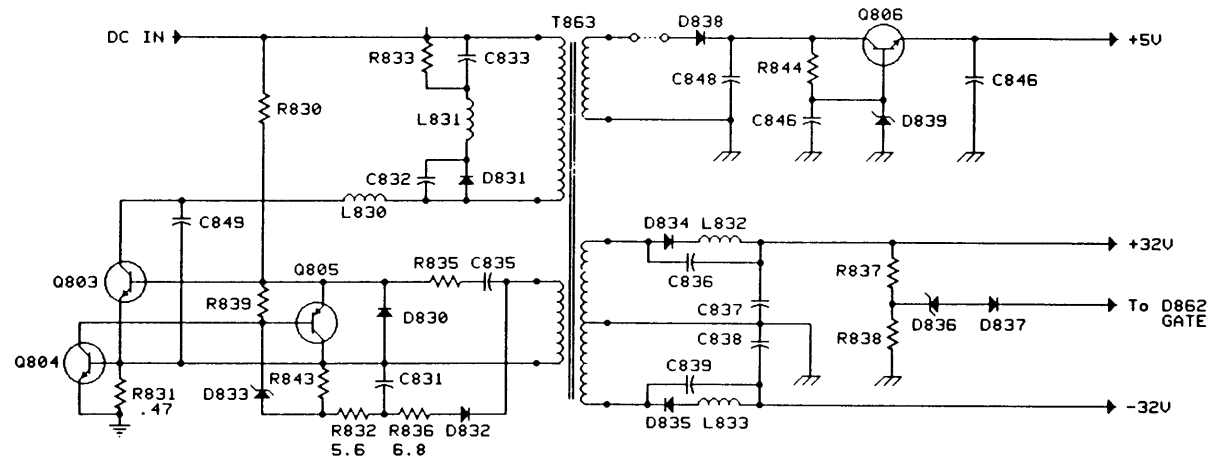 T863
D838
Q806
DC IN
+5V
R833
C833
C848
R844
C846
R830
L831
C846
D839
C832
D831
L830
C849
D834
L832
+32V
Q803
Q805
R835
C835
C836
R837
R839
D830
C837
To D862
GATE
D836
D837
C838
R838
Q804
C839
R831
.47
D833
R843
C831
R832
5.6
R836
6.8
D832
D835
L833
-32V